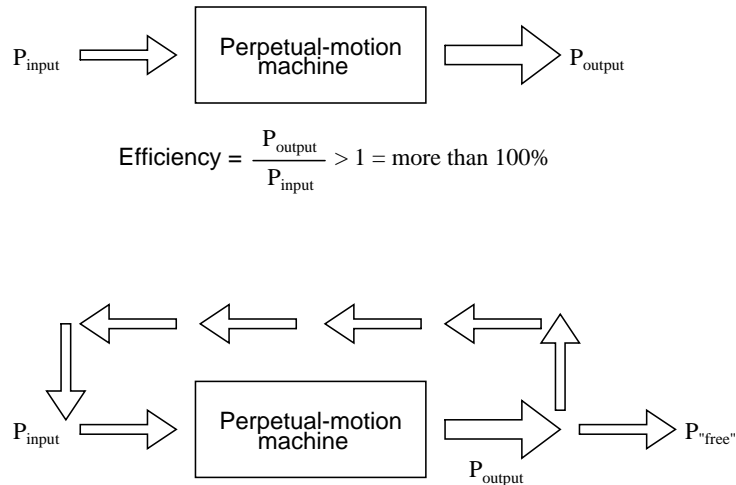 P_input
Perpetual-motion
machine
P_output
Efficiency = P_output / P_input > 1 = more than 100%
P_input
Perpetual-motion
machine
P_output
P_"free"